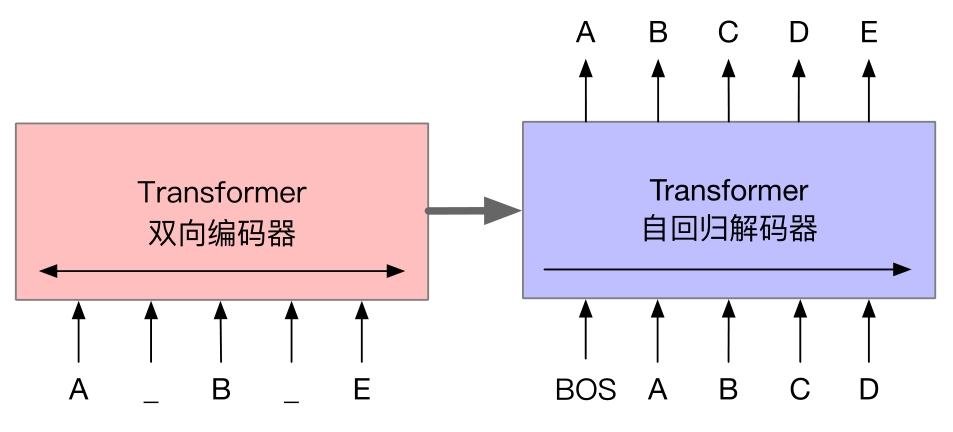 A B C D E
Transformer
双向编码器
Transformer
自回归解码器
A _ B _ E
BOS A B C D